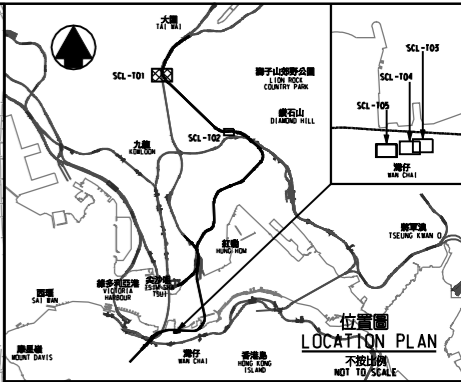 大圍
TAI WAI
SCL-T01
獅子山郊野公園
LION ROCK
COUNTRY PARK
鑽石山
DIAMOND HILL
SCL-T02
九龍
KOWLOON
SCL-T03
SCL-T04
SCL-T05
灣仔
WAN CHAI
將軍澳
TSEUNG KWAN O
紅磡
HUNG HOM
尖沙咀
TSIM SHA
TSUI
維多利亞港
VICTORIA
HARBOUR
西環
SAI WAN
摩星嶺
MOUNT DAVIS
灣仔
WAN CHAI
香港島
HONG KONG
ISLAND
位置圖
LOCATION PLAN
不按比例
NOT TO SCALE